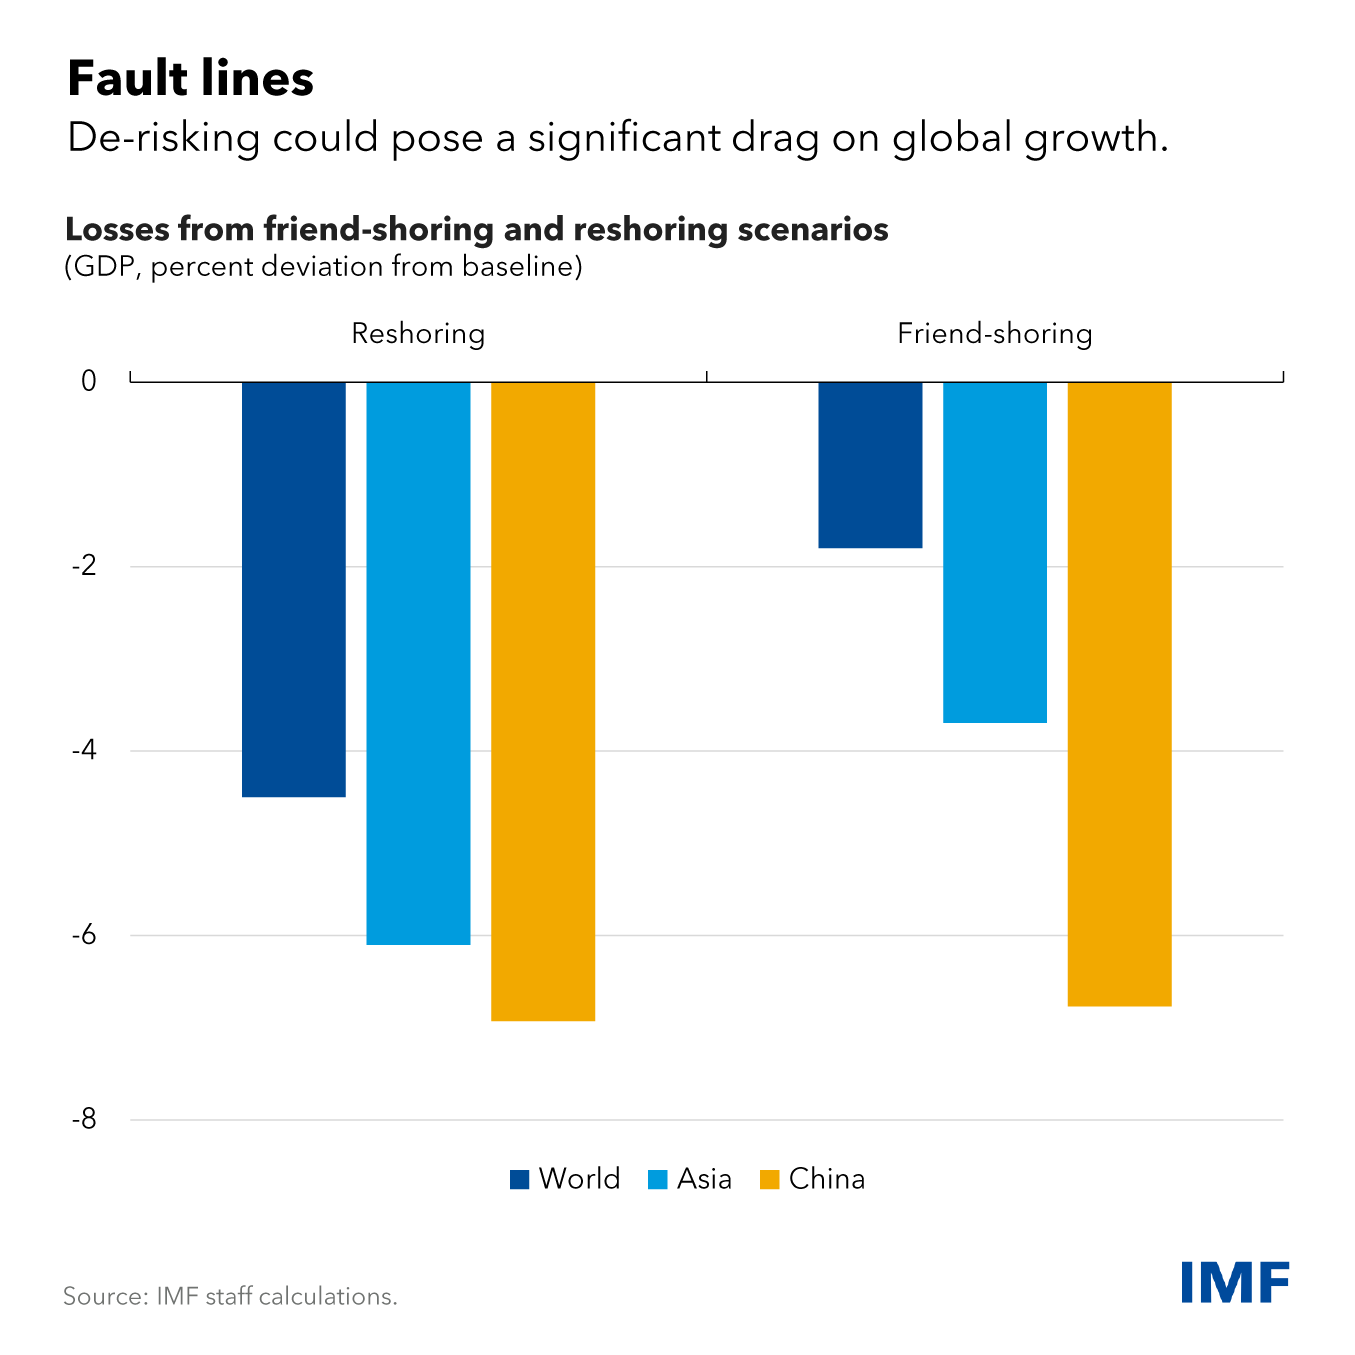 Fault lines
De-risking could pose a significant drag on global growth.
Losses from friend-shoring and reshoring scenarios
(GDP, percent deviation from baseline)
Reshoring
Friend-shoring
0
-2
-4
-6
-8
World
Asia
China
Source: IMF staff calculations.
IMF